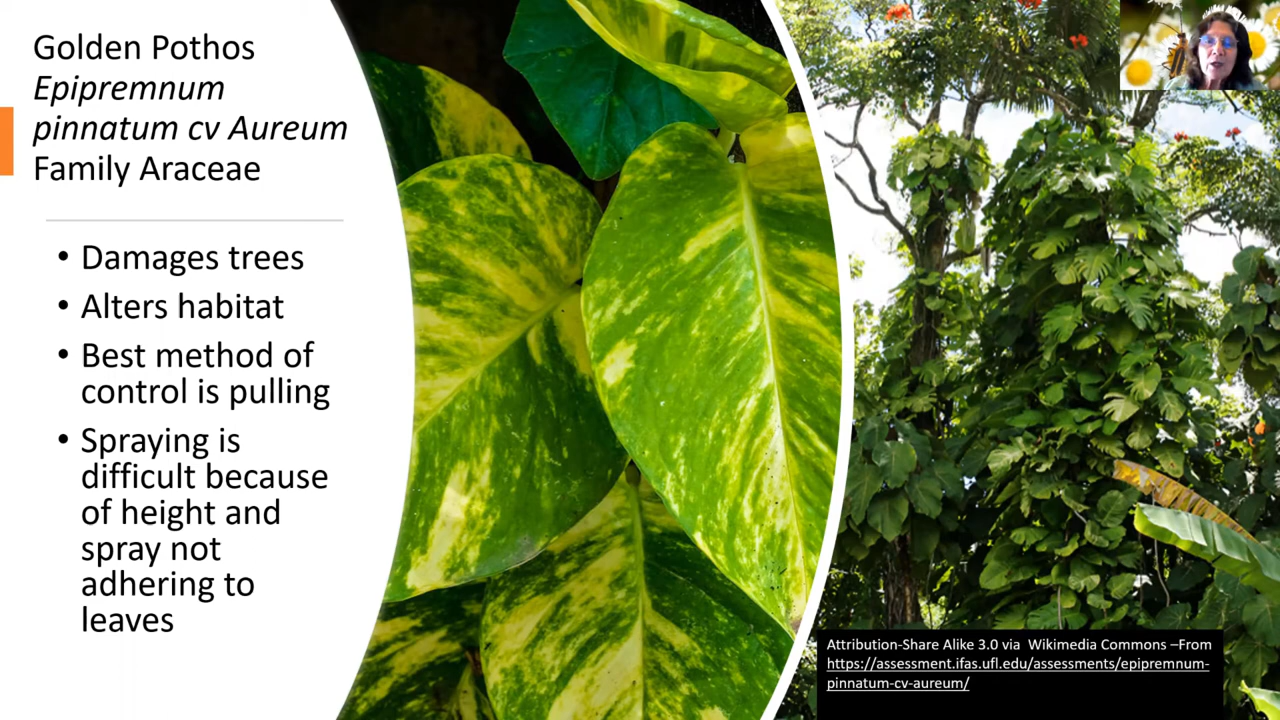 Golden Pothos
Epipremnum
pinnatum cv Aureum
Family Araceae
• Damages trees
• Alters habitat
• Best method of
control is pulling
• Spraying is
difficult because
of height and
spray not
adhering to
leaves
Attribution-Share Alike 3.0 via Wikimedia Commons –From
https://assessment.ifas.ufl.edu/assessments/epipremnum-
pinnatum-cv-aureum/